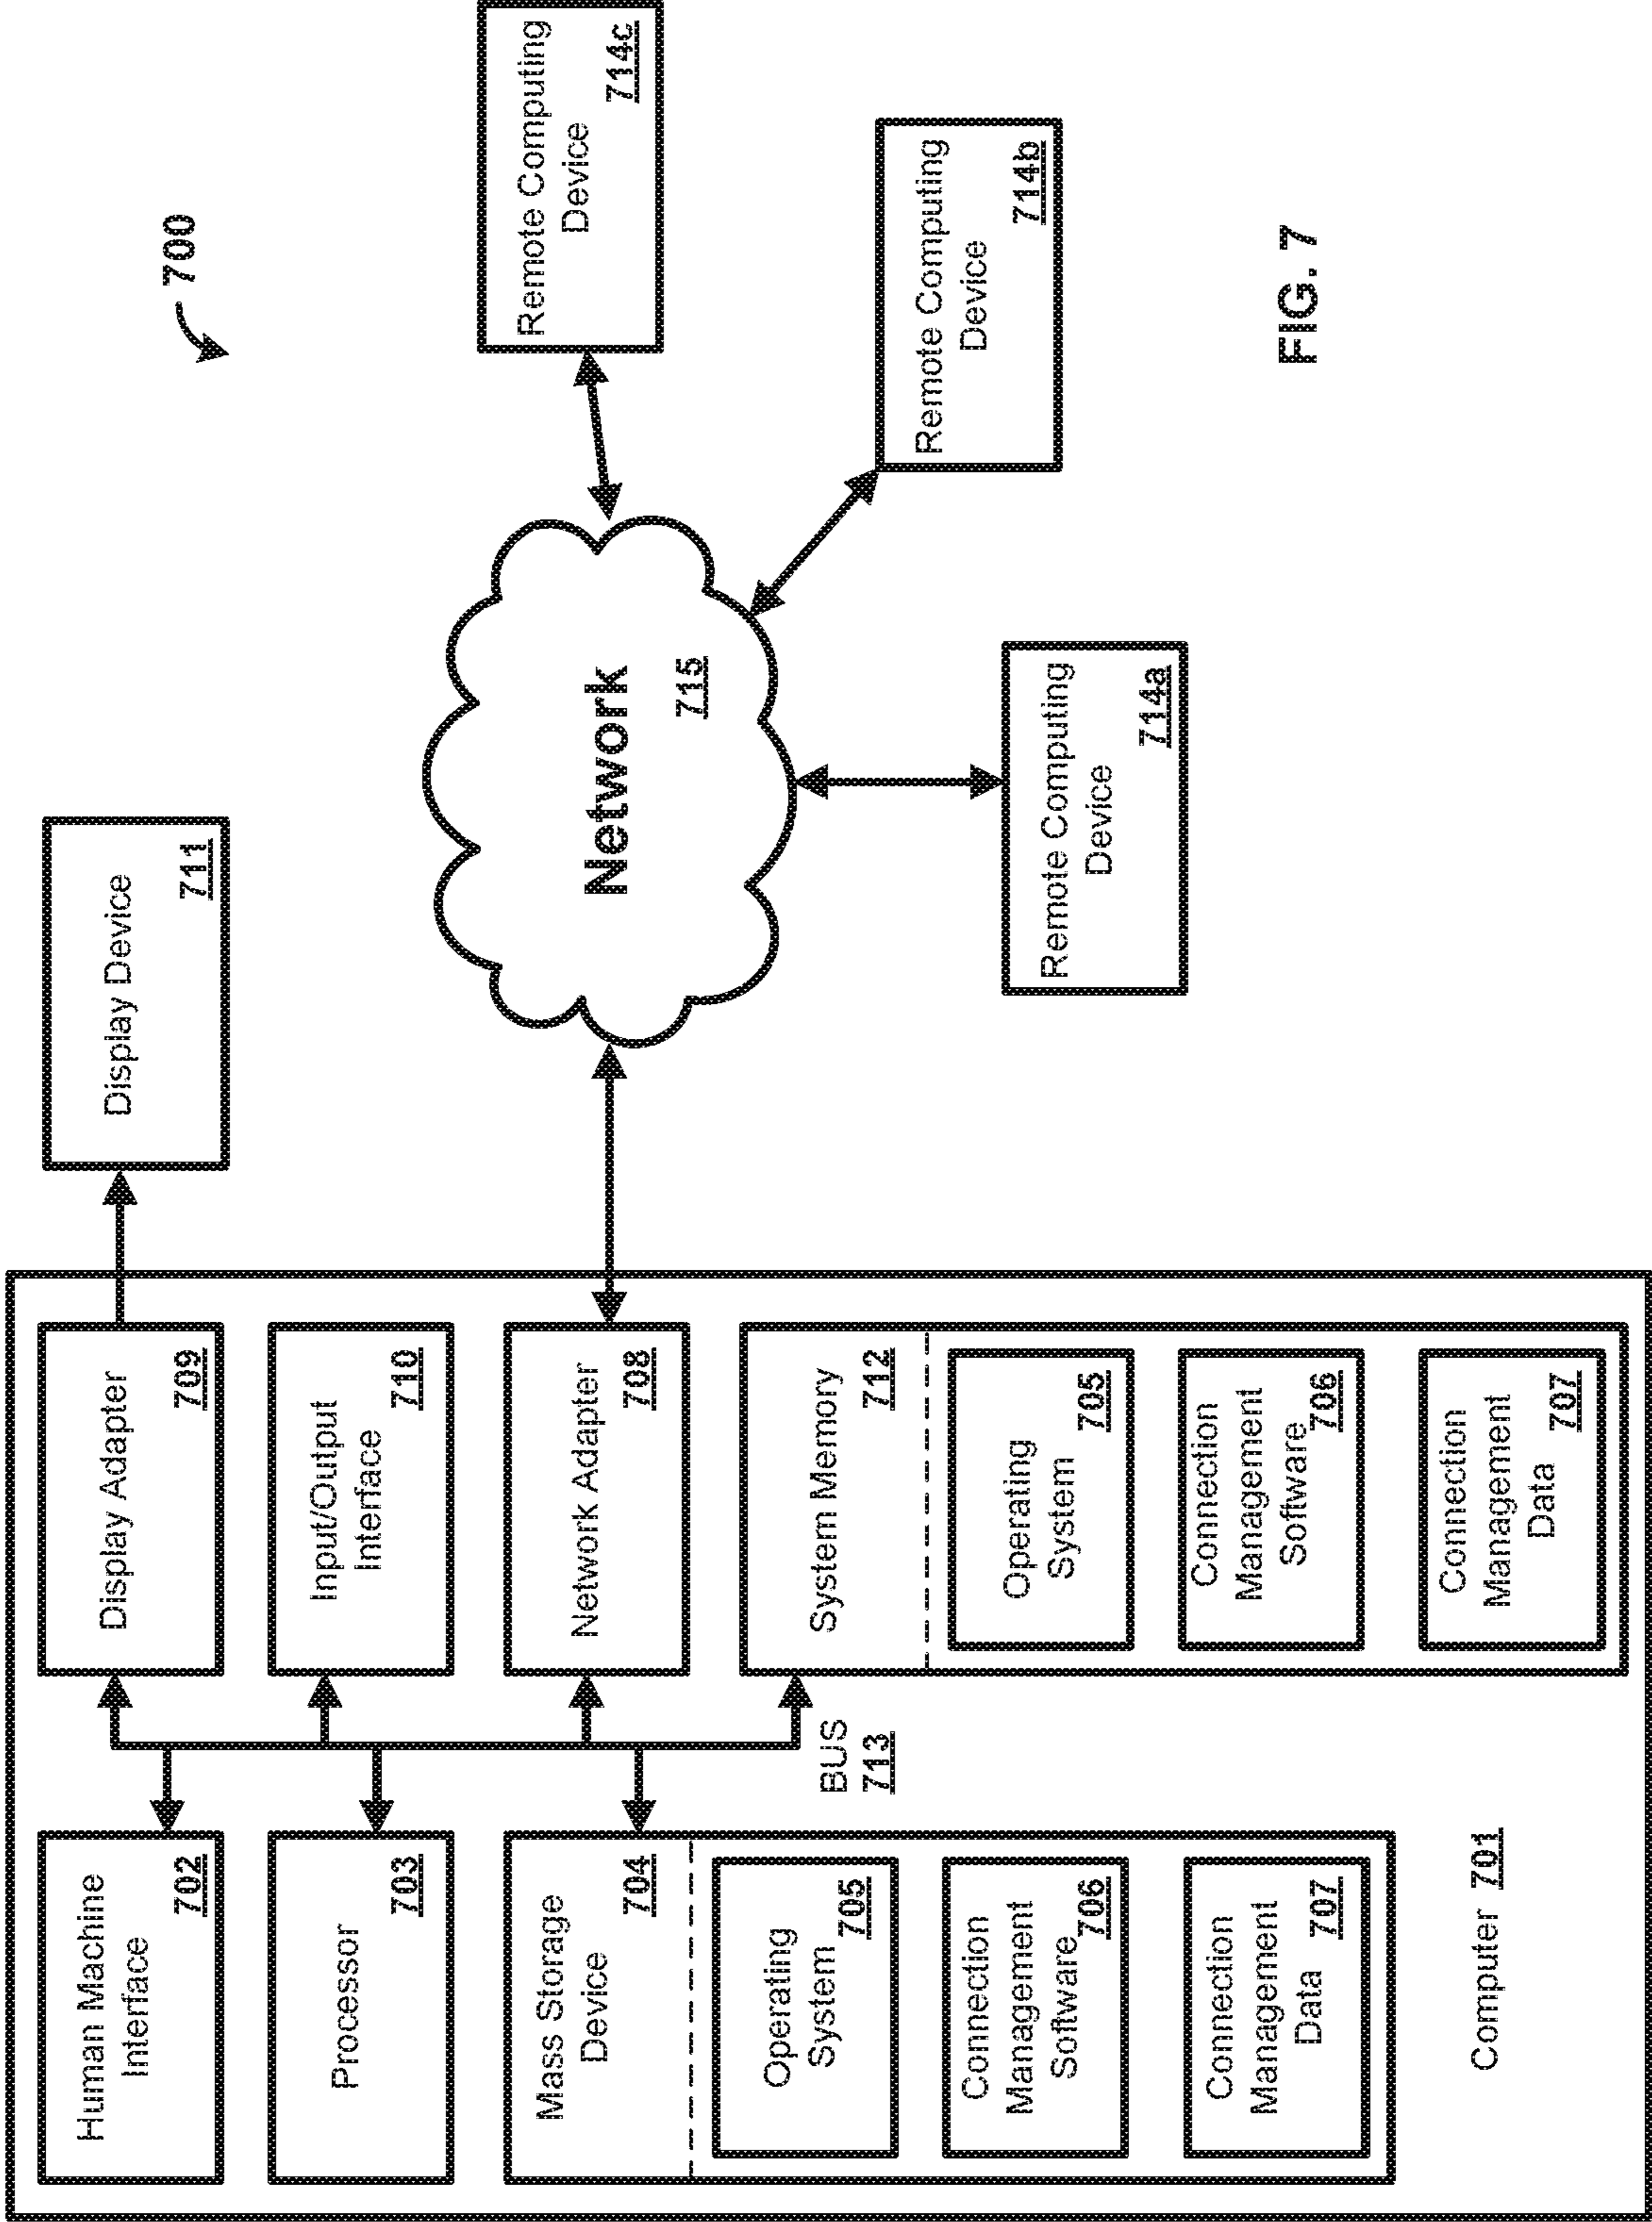 700
Human Machine
Interface
702
Processor
703
Mass Storage
Device
704
Operating
System
705
Connection
Management
Software
706
Connection
Management
Data
707
Computer 701
BUS
713
Display Adapter
709
Input/Output
Interface
710
Network Adapter
708
System Memory
712
Operating
System
705
Connection
Management
Software
706
Connection
Management
Data
707
Display Device
711
Network
715
Remote Computing
Device
714a
Remote Computing
Device
714b
Remote Computing
Device
714c
FIG. 7